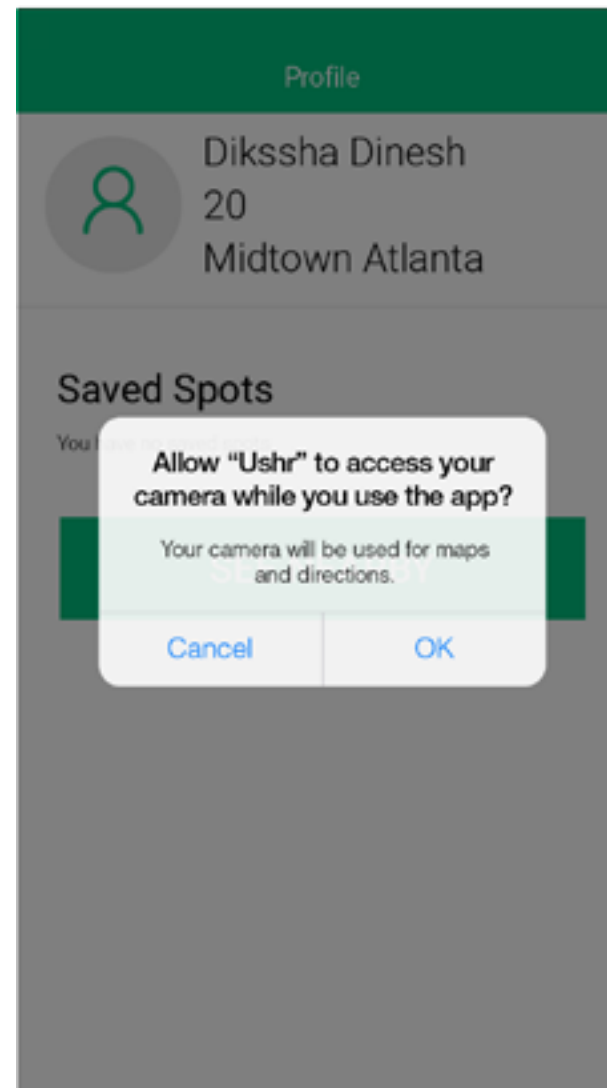 Profile
Dikssha Dinesh
20
Midtown Atlanta
Saved Spots
You
Allow “Ushr” to access your
camera while you use the app?
Your camera will be used for maps
and directions.
Cancel
OK